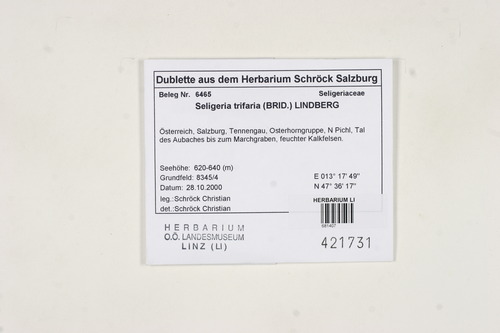 Dublette aus dem Herbarium Schröck Salzburg
Beleg Nr. 6465 Seligeriaceae
Seligeria trifaria (BRID.) LINDBERG
Österreich, Salzburg, Tennengau, Osterhorngruppe, N Pichl, Tal
des Aubaches bis zum Marchgraben, feuchter Kalkfelsen.
Seehöhe: 620-640 (m) E 013° 17' 49"
Grundfeld: 8345/4 N 47° 36' 17"
Datum: 28.10.2000
leg.:Schröck Christian
det.:Schröck Christian
HERBARIUM LI
681407
HERBARIUM
O.Ö. LANDESMUSEUM
LINZ (LI)
421731